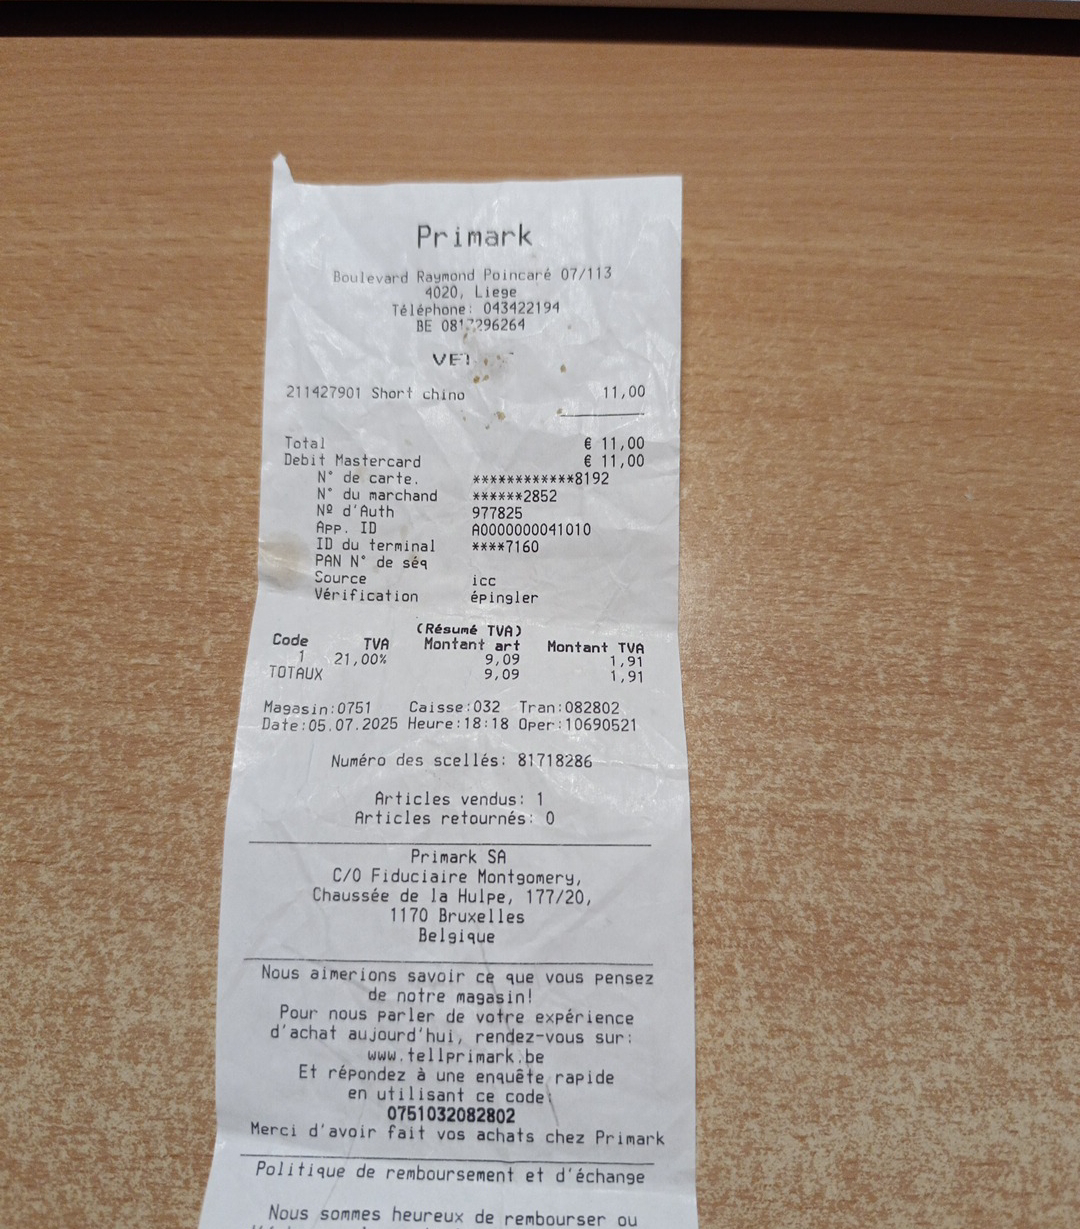 Primark
Boulevard Raymond Poincaré 07/113
4020, Liege
Téléphone: 043422194
BE
211427901 Short chino 11,00
Total € 11,00
Debit Mastercard € 11,00
N° de carte. ************8192
N° du marchand ******2852
Nº d'Auth 977825
App. ID A0000000041010
ID du terminal ****7160
PAN N° de séq
Source icc
Vérification épingler
(Résumé TVA)
Code TVA Montant art Montant TVA
1 21,00% 9,09 1,91
TOTAUX 9,09 1,91
Magasin:0751 Caisse:032 Tran:082802
Date:05.07.2025 Heure:18:18 Oper:10690521
Numéro des scellés: 81718286
Articles vendus: 1
Articles retournés: 0
Primark SA
C/O Fiduciaire Montgomery,
Chaussée de la Hulpe, 177/20,
1170 Bruxelles
Belgique
Nous aimerions savoir ce que vous pensez
de notre magasin!
Pour nous parler de votre expérience
d'achat aujourd'hui, rendez-vous sur:
www.tellprimark.be
Et répondez à une enquête rapide
en utilisant ce code:
0751032082802
Merci d'avoir fait vos achats chez Primark
Politique de remboursement et d'échange
Nous sommes heureux de rembourser ou